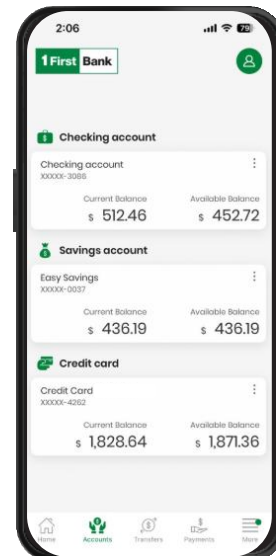 2:06
79
1First Bank
Checking account
Checking account
XXXXX-3086
Current Balance Available Balance
$ 512.46 $ 452.72
Savings account
Easy Savings
XXXXX-0037
Current Balance Available Balance
$ 436.19 $ 436.19
Credit card
Credit Card
XXXXX-4262
Current Balance Available Balance
$ 1,828.64 $ 1,871.36
Home Accounts Transfers Payments More